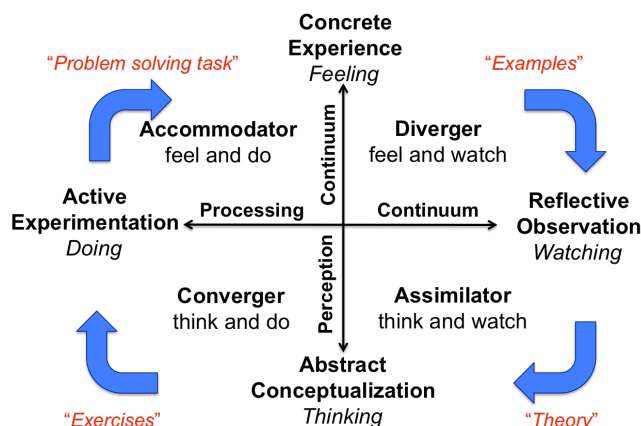 Concrete
Experience
Feeling
“Problem solving task”
“Examples”
Accommodator
feel and do
Continuum
Diverger
feel and watch
Active
Experimentation
Doing
Processing
Continuum
Reflective
Observation
Watching
Perception
Converger
think and do
Assimilator
think and watch
Abstract
Conceptualization
Thinking
“Exercises”
“Theory”